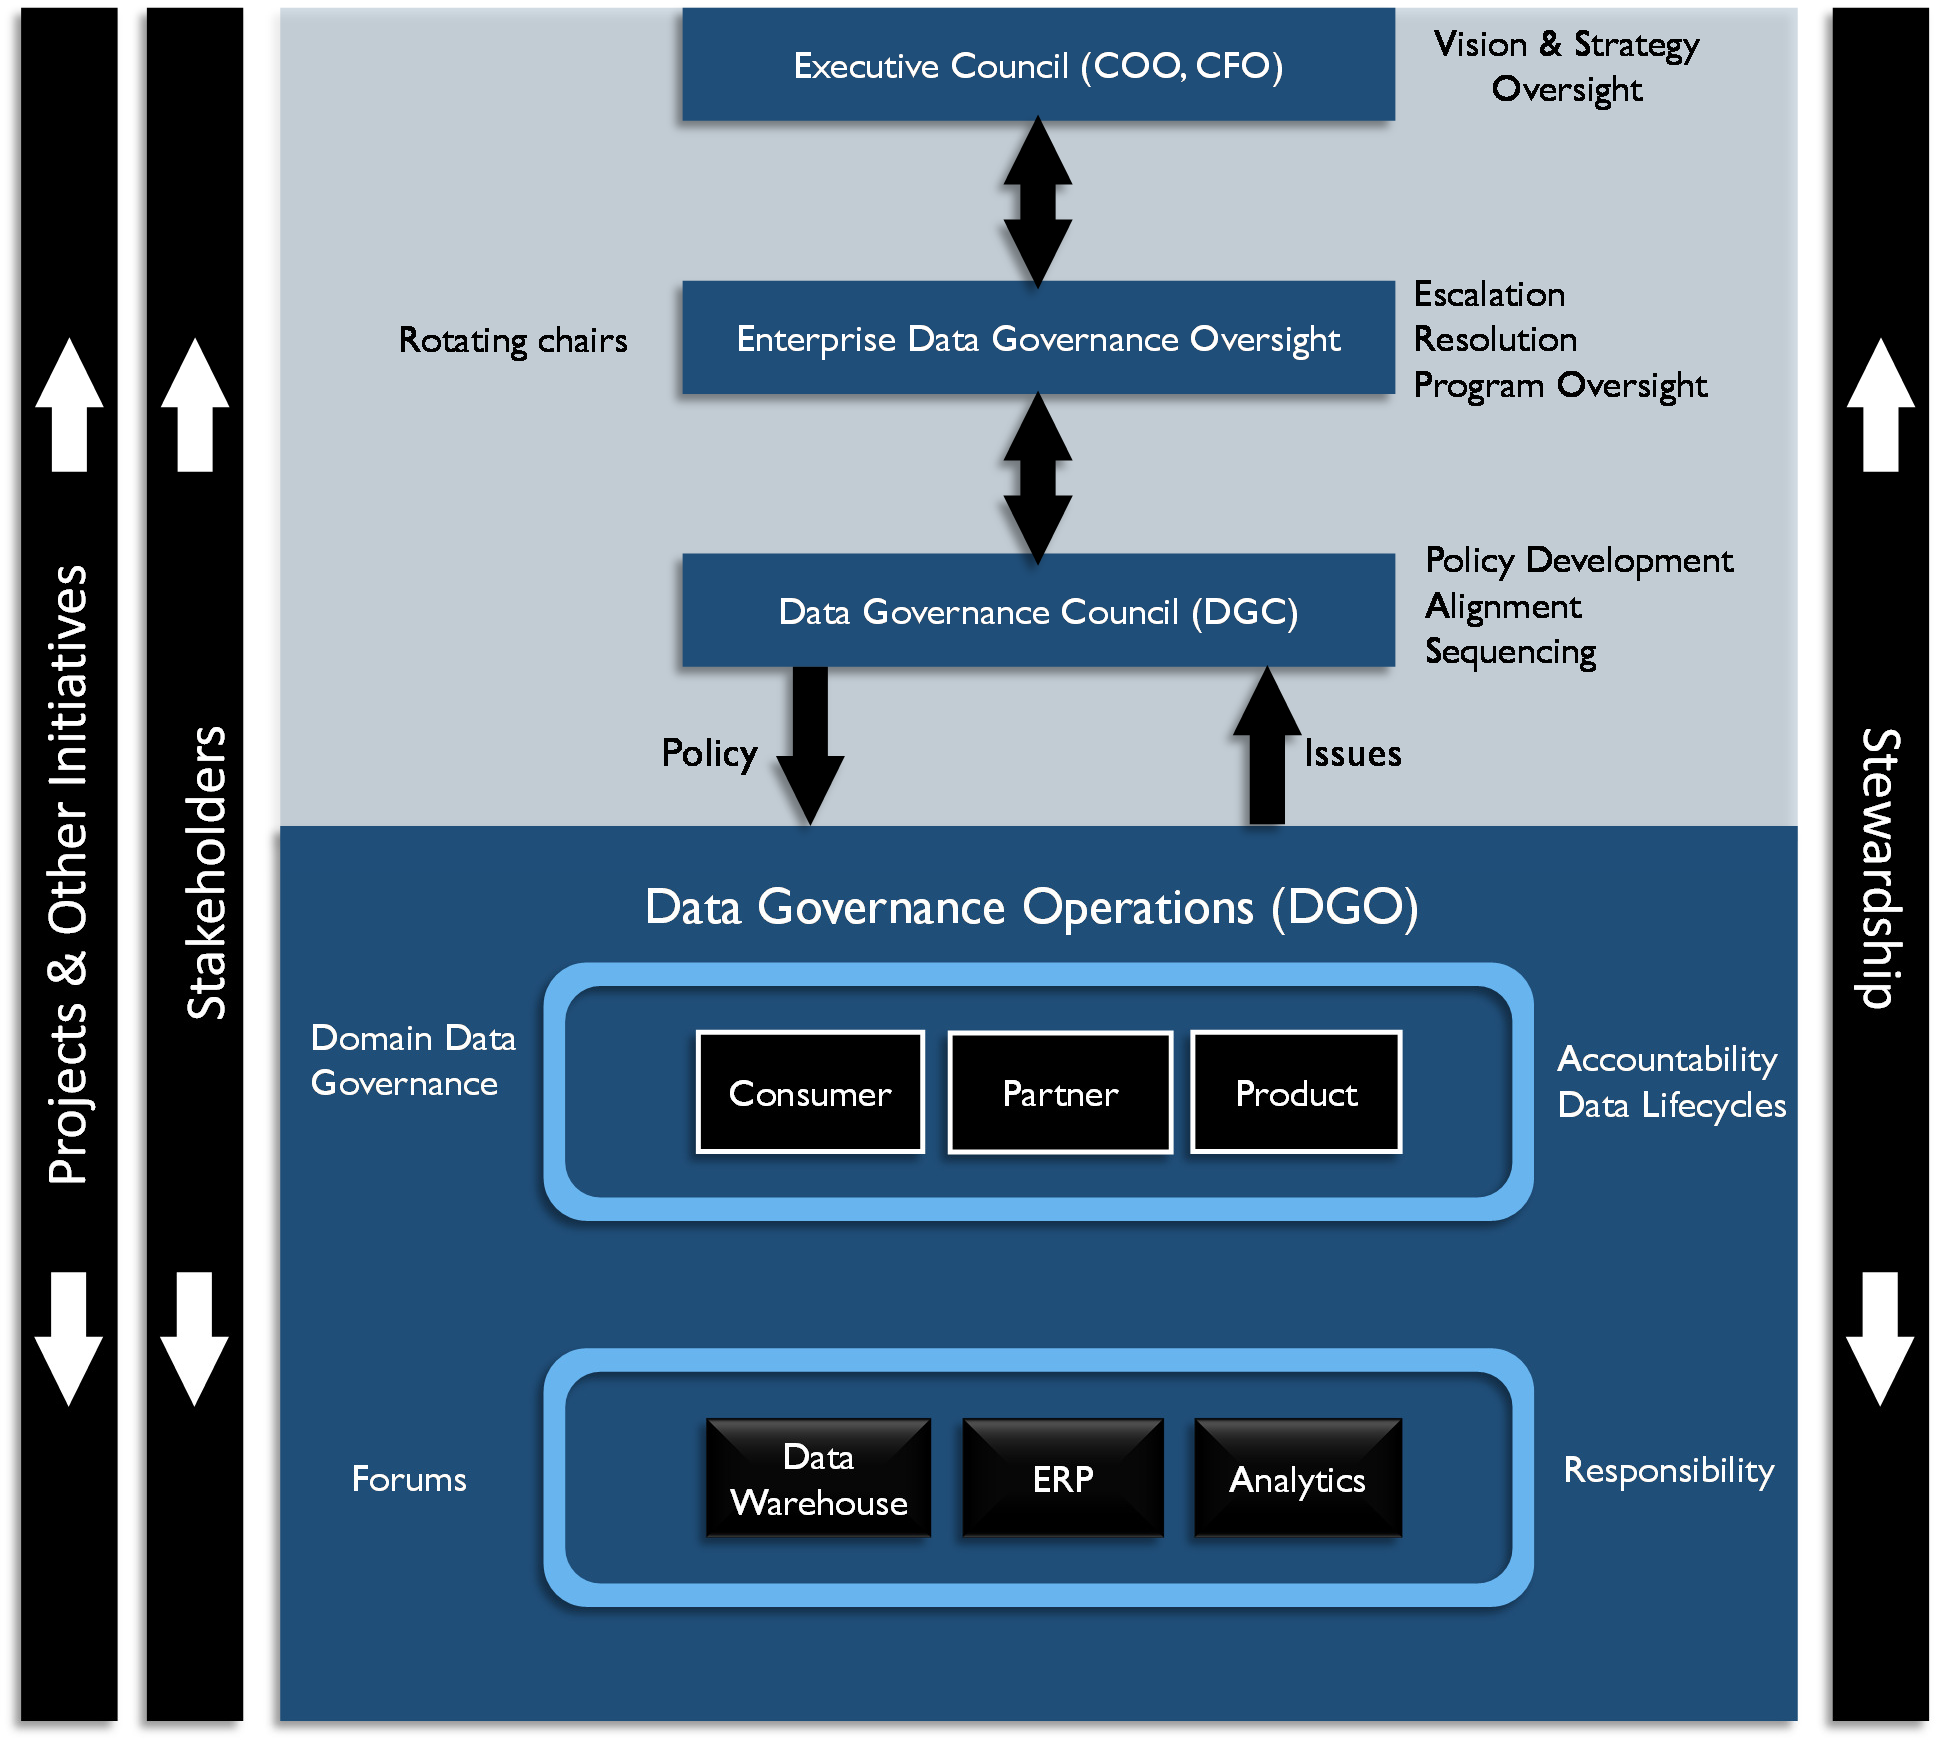 Projects & Other Initiatives
Stakeholders
Executive Council (COO, CFO)
Vision & Strategy
Oversight
Rotating chairs
Enterprise Data Governance Oversight
Escalation
Resolution
Program Oversight
Data Governance Council (DGC)
Policy Development
Alignment
Sequencing
Policy
Issues
Data Governance Operations (DGO)
Domain Data
Governance
Consumer
Partner
Product
Accountability
Data Lifecycles
Forums
Data
Warehouse
ERP
Analytics
Responsibility
Stewardship